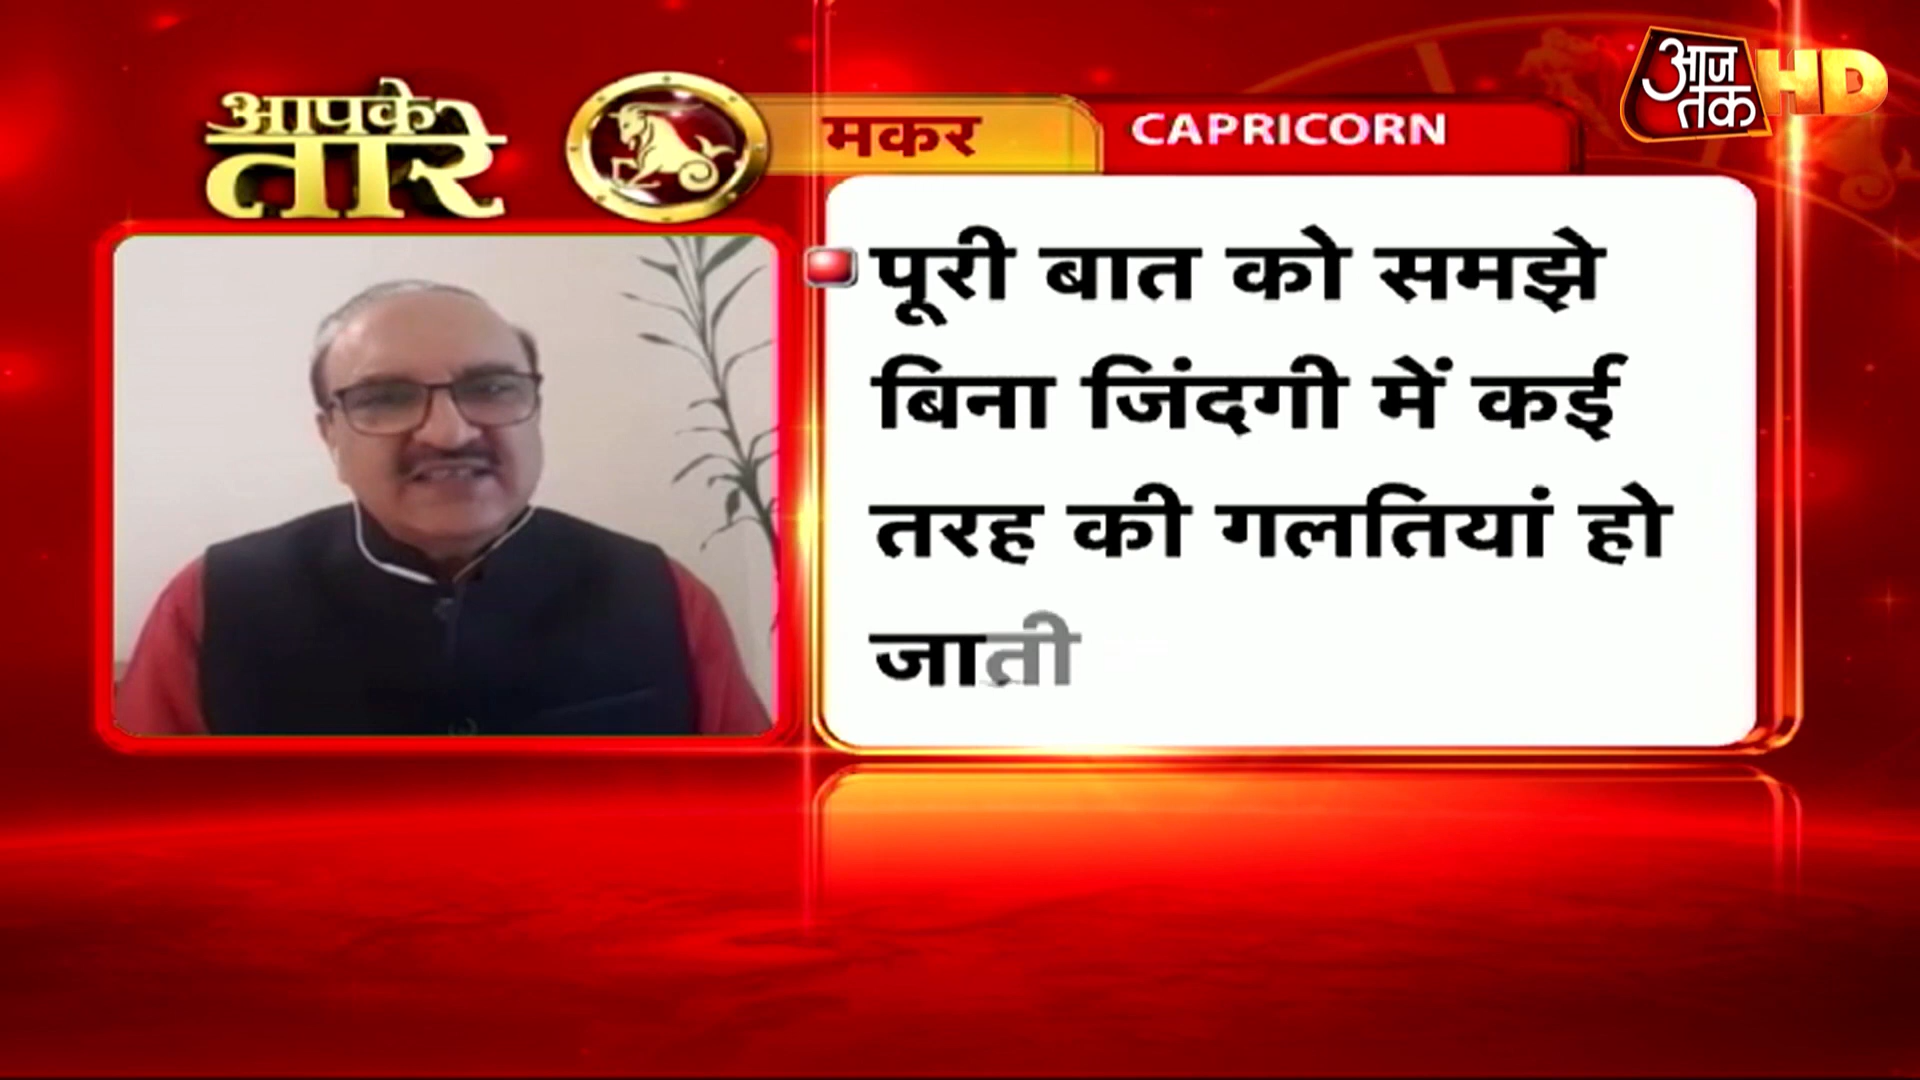 आपके
तारे
मकर
CAPRICORN
आज
तक
HD
पूरी बात को समझे
बिना जिंदगी में कई
तरह की गलतियां हो
जाती